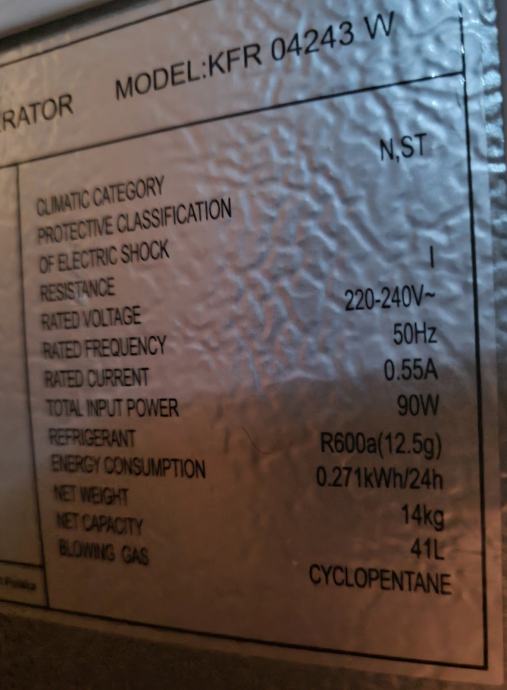 RATOR MODEL:KFR 04243 W
CLIMATIC CATEGORY N,ST
PROTECTIVE CLASSIFICATION
OF ELECTRIC SHOCK
RESISTANCE I
RATED VOLTAGE 220-240V~
RATED FREQUENCY 50Hz
RATED CURRENT 0.55A
TOTAL INPUT POWER 90W
REFRIGERANT R600a(12.5g)
ENERGY CONSUMPTION 0.271kWh/24h
NET WEIGHT 14kg
NET CAPACITY 41L
BLOWING GAS CYCLOPENTANE